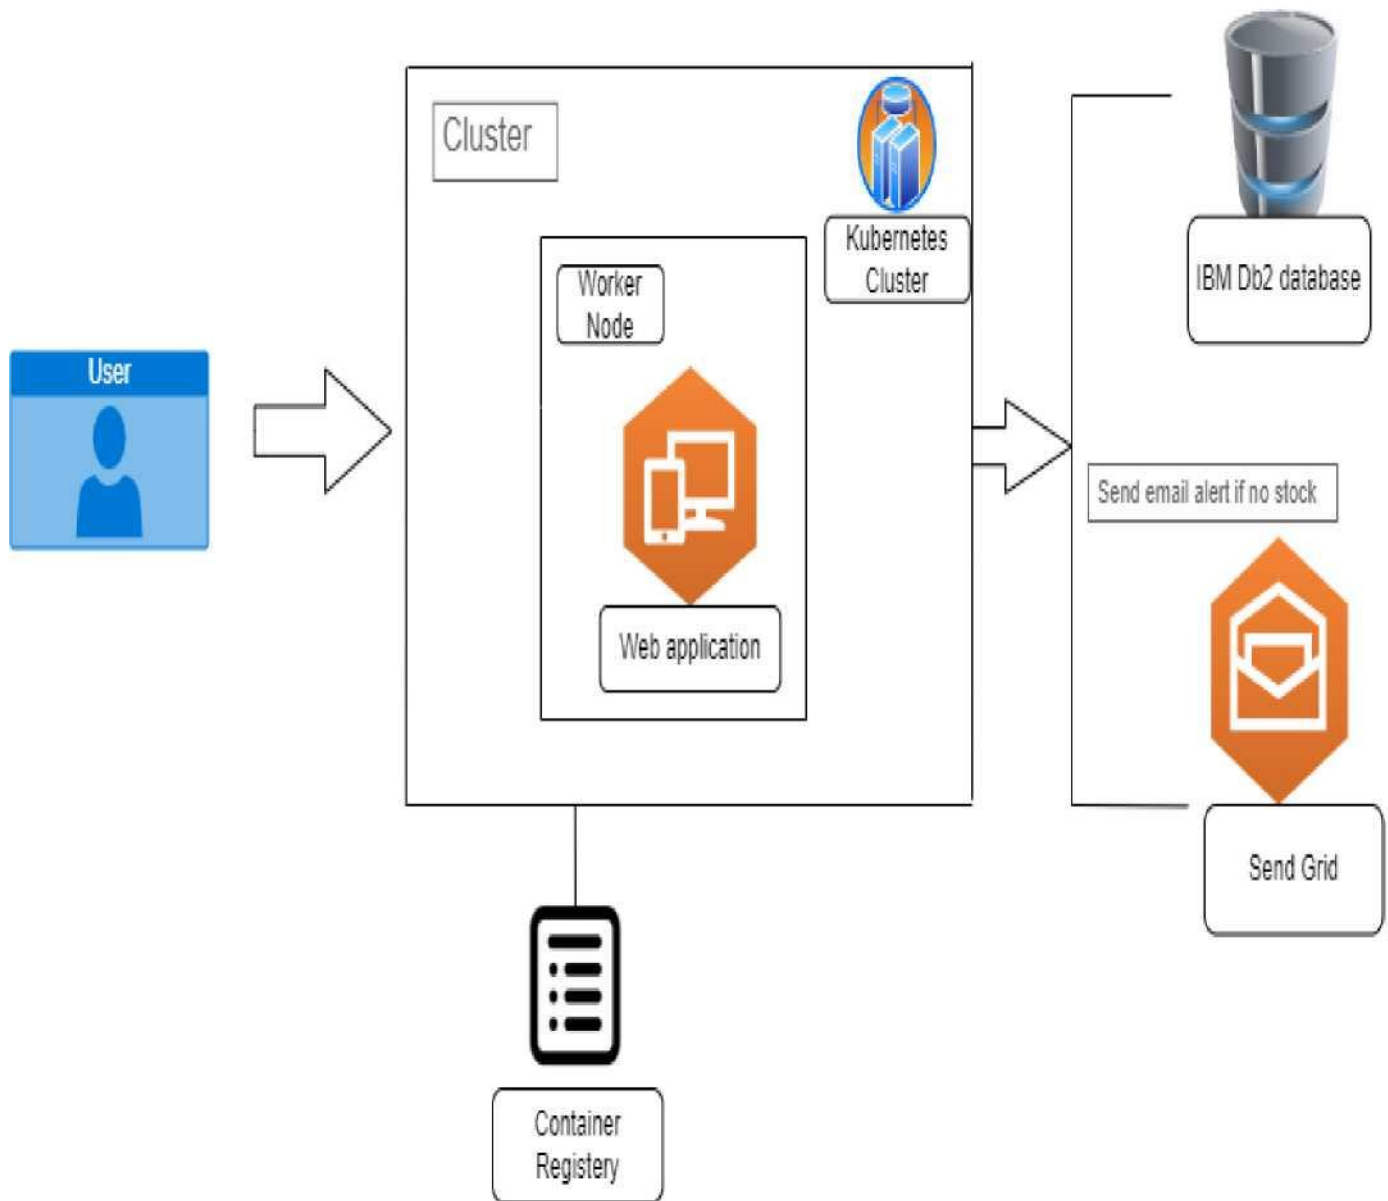 Cluster
Kubernetes
Cluster
IBM Db2 database
Worker
Node
User
Send email alert if no stock
Web application
Send Grid
Container
Registery